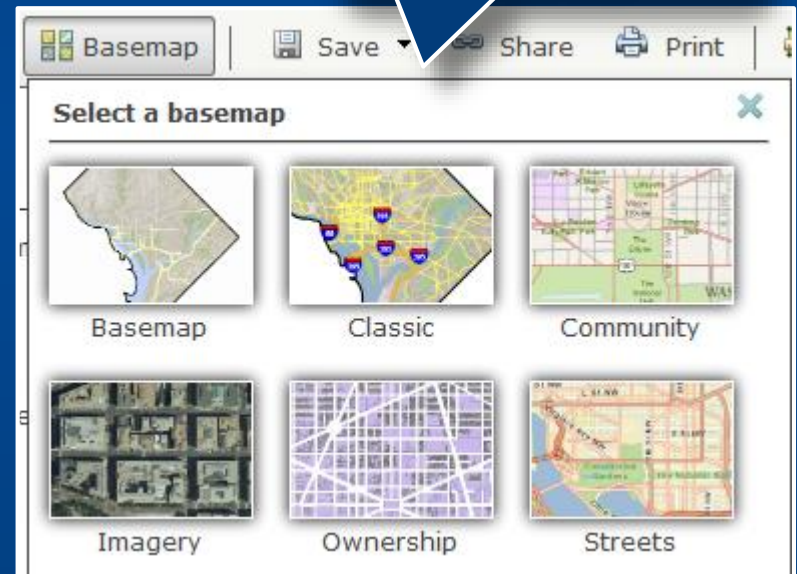 Basemap Save Share Print
Select a basemap
Basemap Classic Community
Imagery Ownership Streets